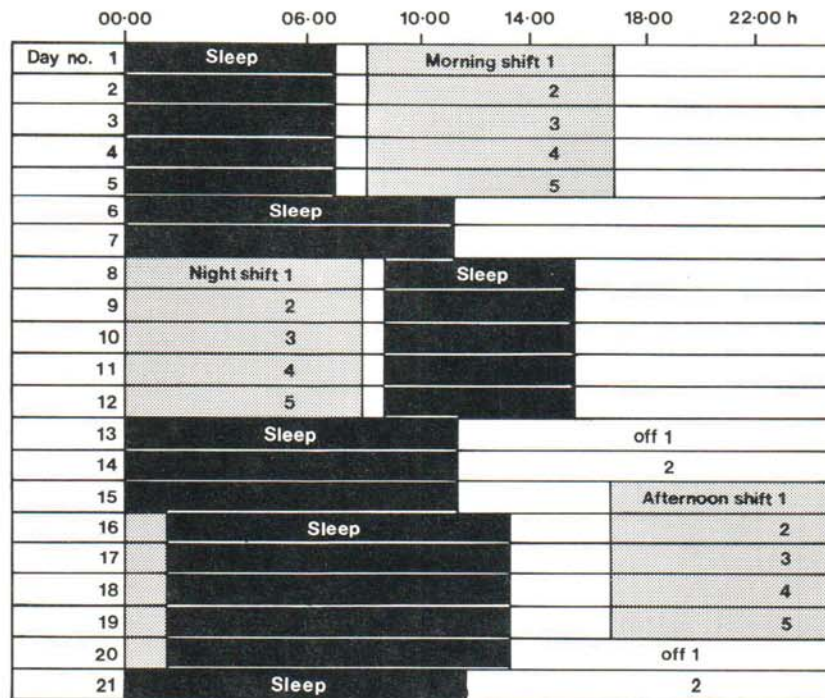 00·00 06·00 10·00 14·00 18·00 22·00 h
Day no. 1 Sleep Morning shift 1
2 2
3 3
4 4
5 5
6 Sleep
7
8 Night shift 1 Sleep
9 2
10 3
11 4
12 5
13 Sleep off 1
14 2
15 Afternoon shift 1
16 Sleep 2
17 3
18 4
19 5
20 off 1
21 Sleep 2